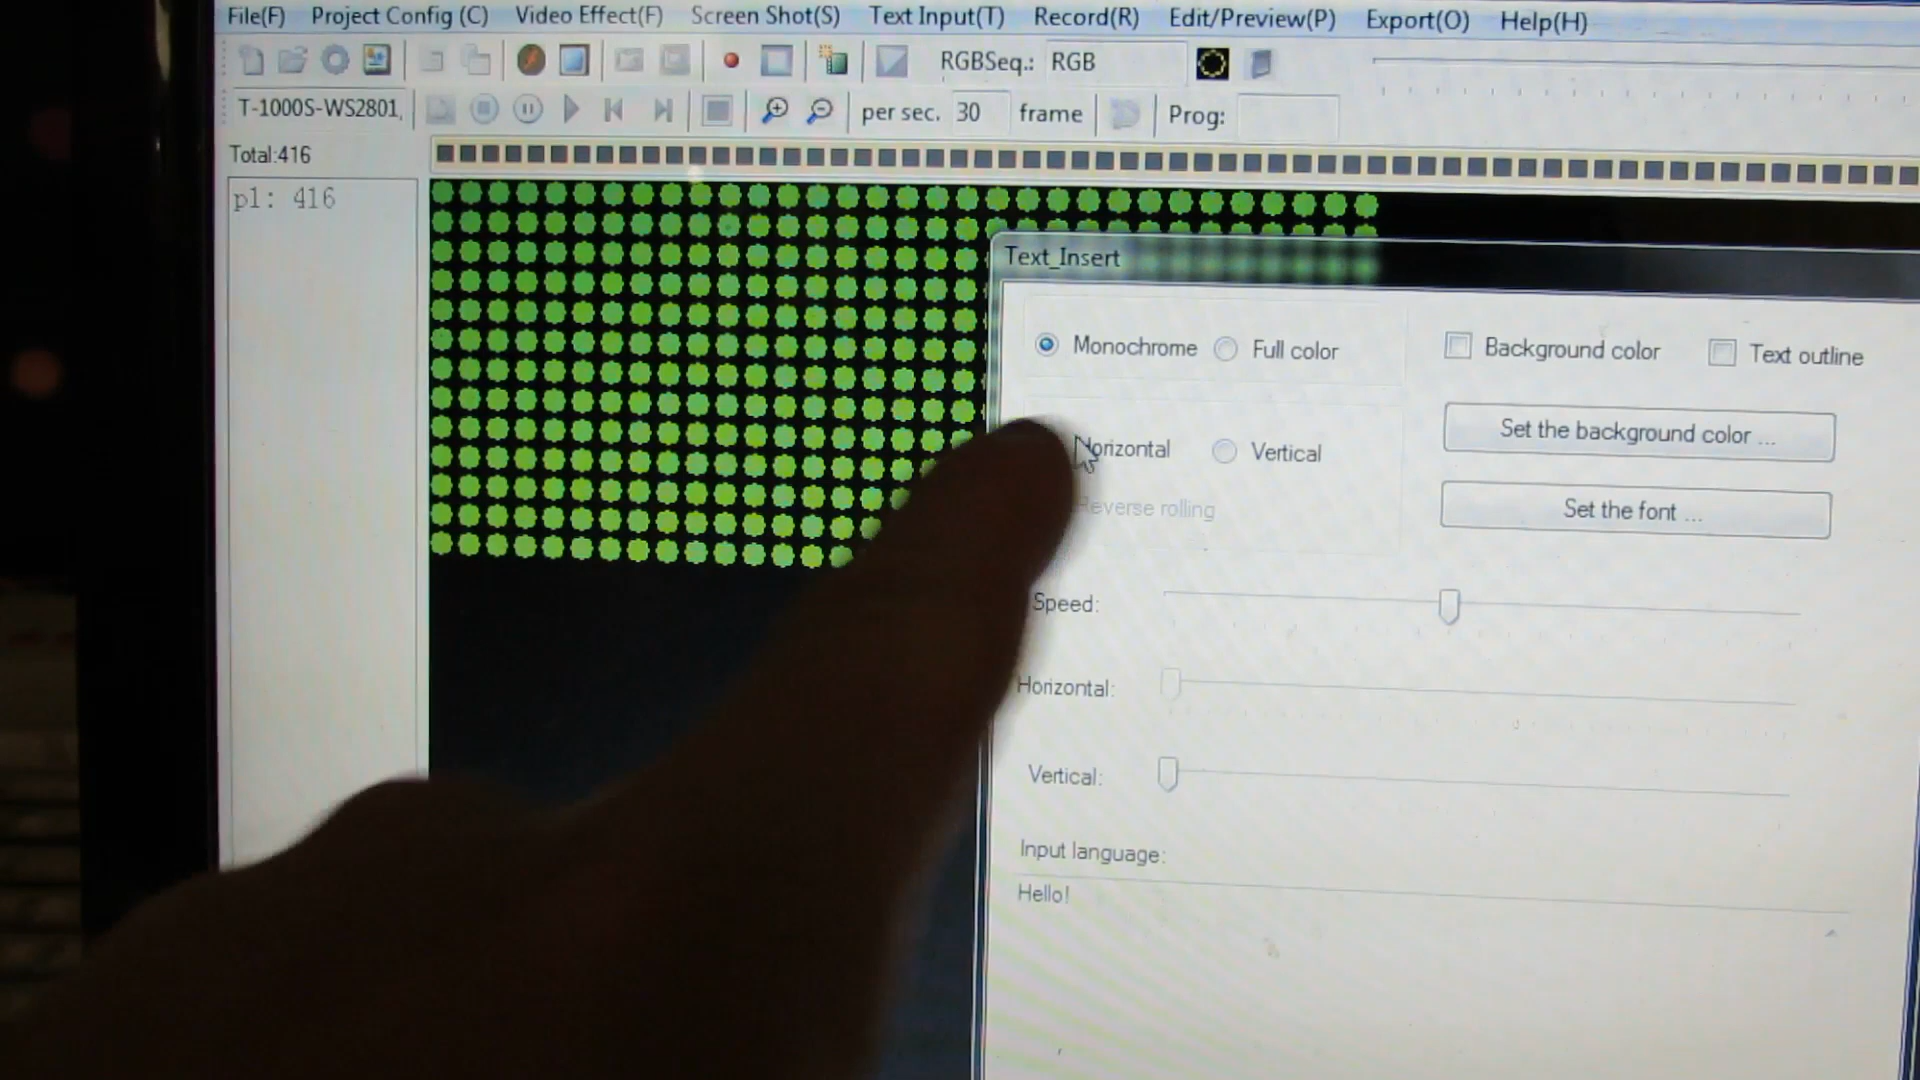 File(F) Project Config (C) Video Effect(F) Screen Shot(S) Text Input(T) Record(R) Edit/Preview(P) Export(O) Help(H)
RGBSeq.: RGB
T-1000S-WS2801, per sec. 30 frame Prog:
Total:416
p1: 416
Text_Insert
Monochrome Full color Background color Text outline
Horizontal Vertical Set the background color ...
Reverse rolling Set the font ...
Speed:
Horizontal:
Vertical:
Input language:
Hello!